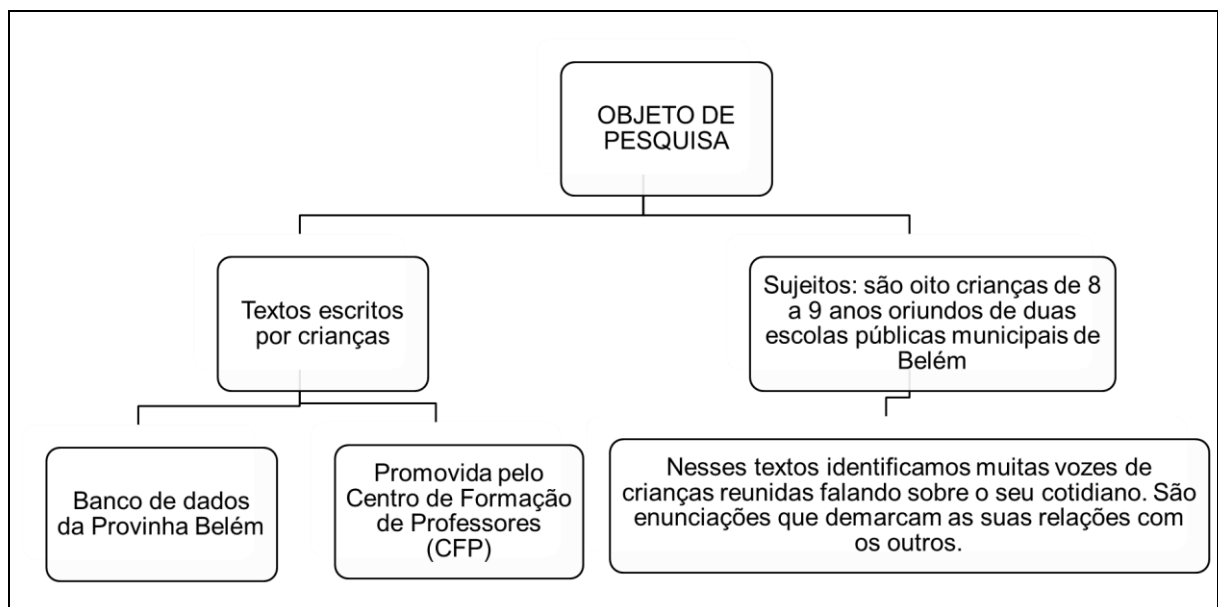 OBJETO DE
PESQUISA
Textos escritos
por crianças
Sujeitos: são oito crianças de 8
a 9 anos oriundos de duas
escolas públicas municipais de
Belém
Banco de dados
da Provinha Belém
Promovida pelo
Centro de Formação
de Professores
(CFP)
Nesses textos identificamos muitas vozes de
crianças reunidas falando sobre o seu cotidiano. São
enunciações que demarcam as suas relações com
os outros.